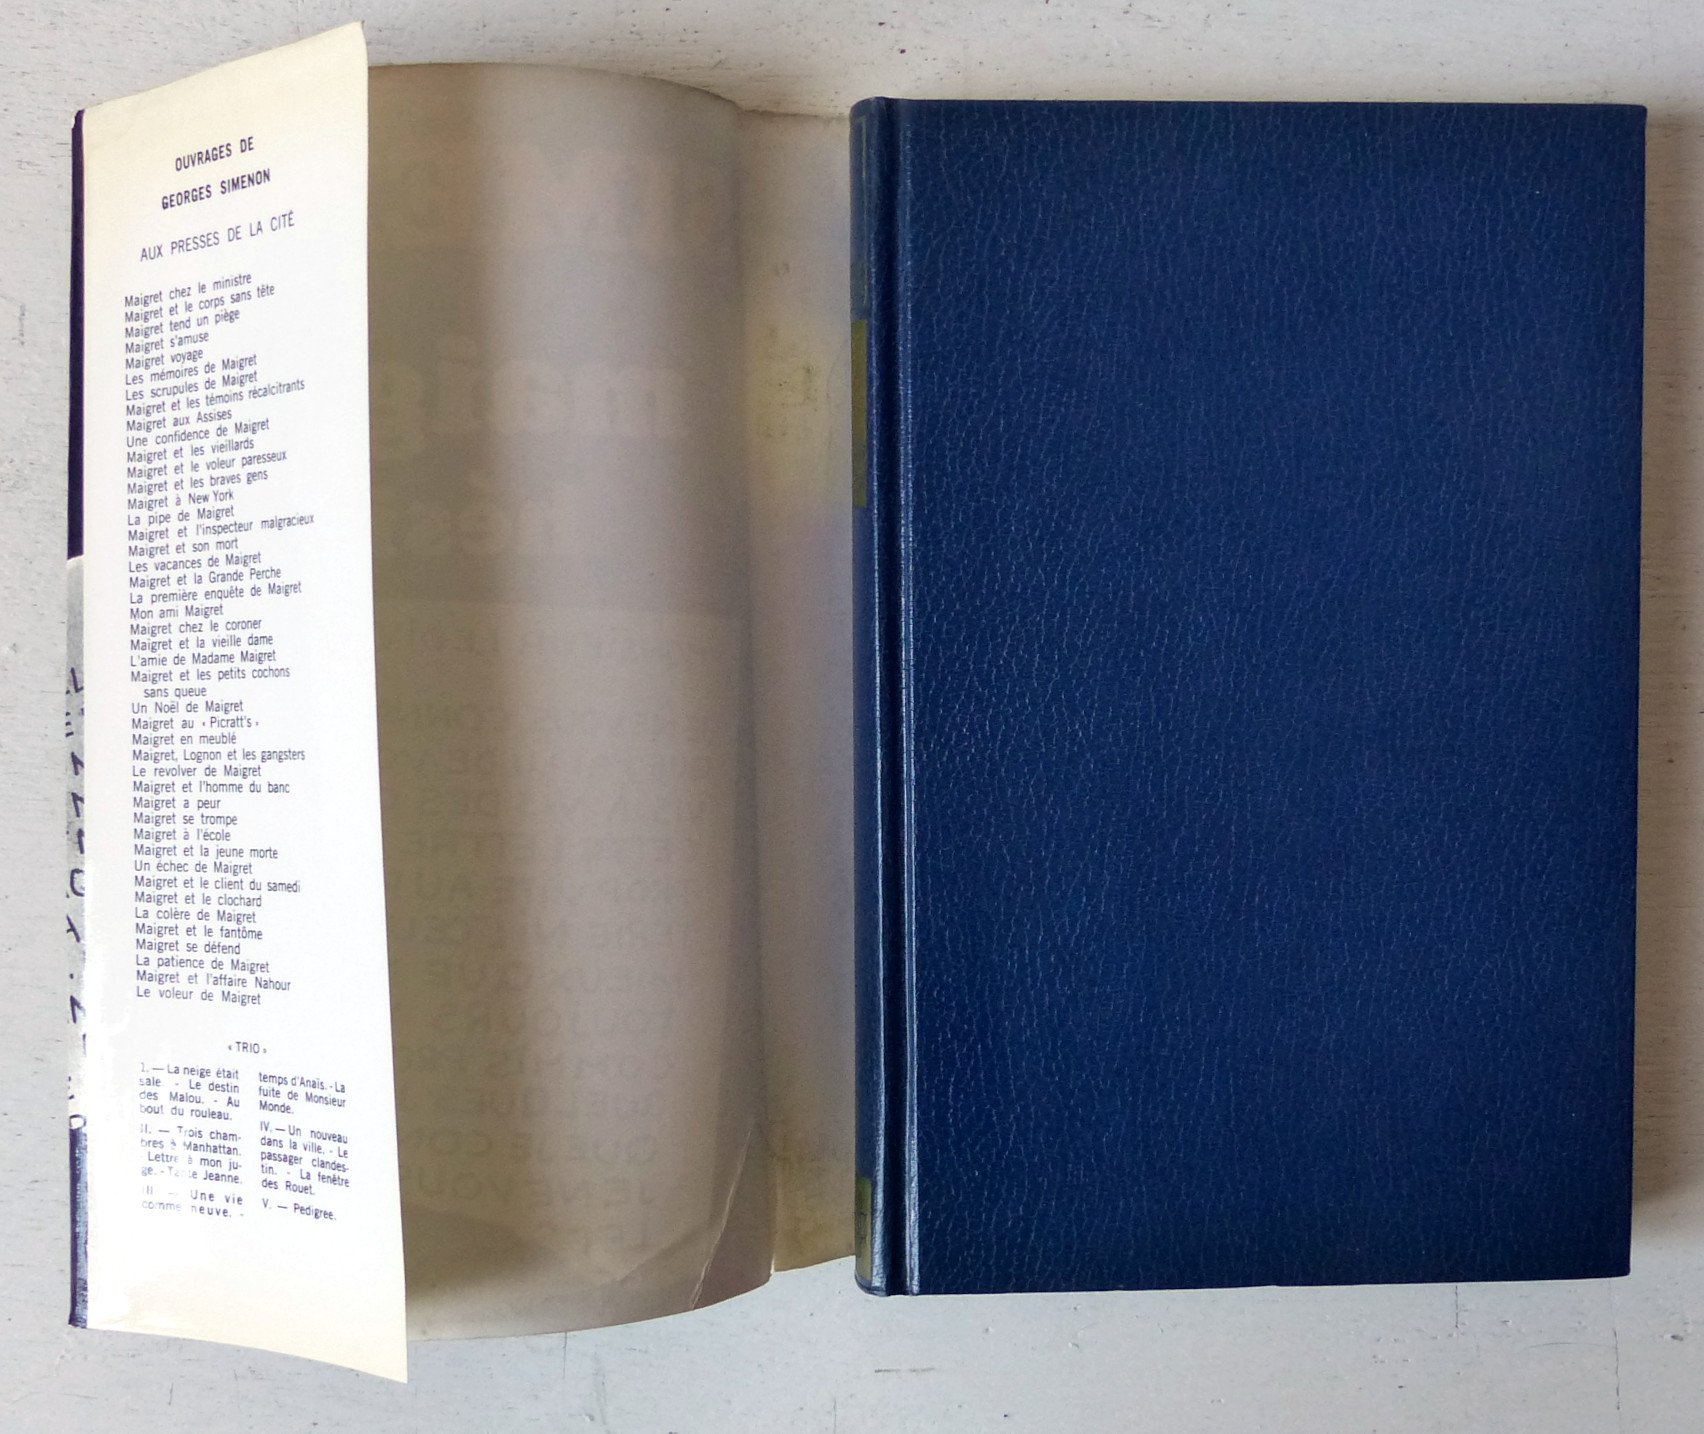 OUVRAGES DE
GEORGES SIMENON
AUX PRESSES DE LA CITÉ
Maigret chez le ministre
Maigret et le corps sans tête
Maigret tend un piège
Maigret s'amuse
Maigret voyage
Les mémoires de Maigret
Les scrupules de Maigret
Maigret et les témoins récalcitrants
Maigret aux Assises
Une confidence de Maigret
Maigret et les vieillards
Maigret et le voleur paresseux
Maigret et les braves gens
Maigret à New York
La pipe de Maigret
Maigret et l'inspecteur malgracieux
Maigret et son mort
Les vacances de Maigret
Maigret et la Grande Perche
La première enquête de Maigret
Mon ami Maigret
Maigret chez le coroner
Maigret et la vieille dame
L'amie de Madame Maigret
Maigret et les petits cochons
sans queue
Un Noël de Maigret
Maigret au « Picratt's »
Maigret en meublé
Maigret, Lognon et les gangsters
Le revolver de Maigret
Maigret et l'homme du banc
Maigret a peur
Maigret se trompe
Maigret à l'école
Maigret et la jeune morte
Un échec de Maigret
Maigret et le client du samedi
Maigret et le clochard
La colère de Maigret
Maigret et le fantôme
Maigret se défend
La patience de Maigret
Maigret et l'affaire Nahour
Le voleur de Maigret
« TRIO »
I. — La neige était
sale. - Le destin
des Malou. - Au
bout du rouleau.
II. — Trois cham-
bres à Manhattan.
Lettre à mon ju-
ge. - Tante Jeanne.
III — Une vie
comme neuve. -
temps d'Anaïs. - La
fuite de Monsieur
Monde.
IV. — Un nouveau
dans la ville. - Le
passager clandes-
tin. - La fenêtre
des Rouet.
V. — Pedigree.